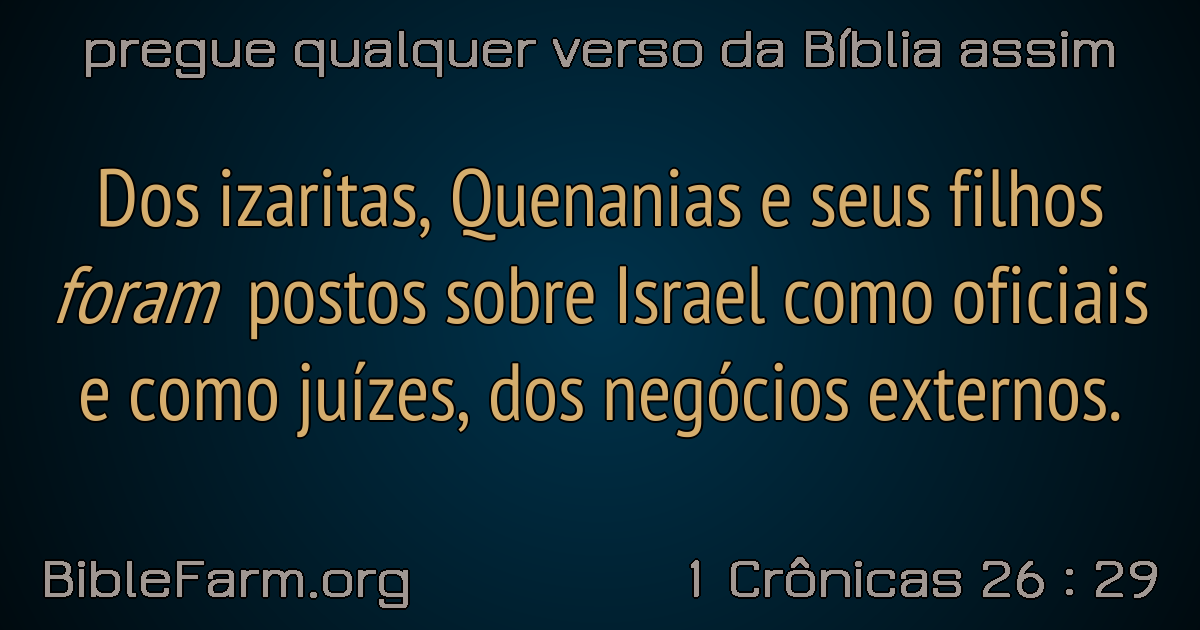 pregue qualquer verso da Bíblia assim
Dos izaritas, Quenanias e seus filhos
foram postos sobre Israel como oficiais
e como juízes, dos negócios externos.
BibleFarm.org
1 Crônicas 26 : 29